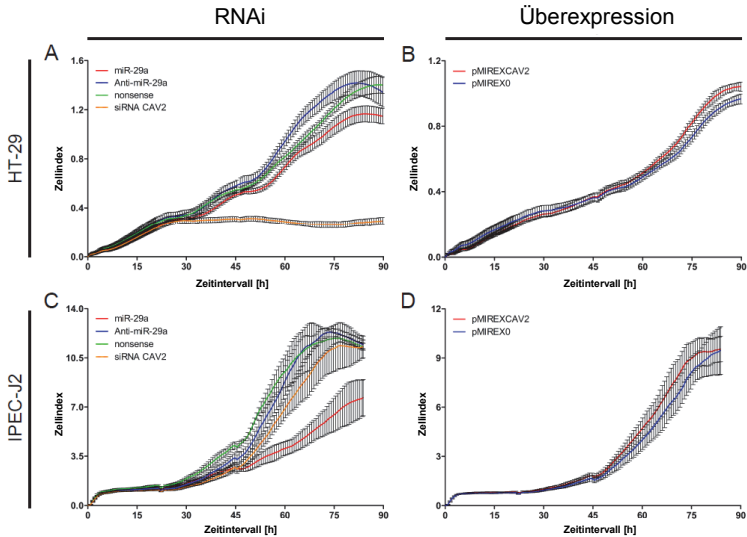 RNAi
Überexpression
HT-29
IPEC-J2
A
miR-29a
Anti-miR-29a
nonsense
siRNA CAV2
Zellindex
1.6
1.2
0.8
0.4
0.0
0 15 30 45 60 75 90
Zeitintervall [h]
B
pMIREXCAV2
pMIREX0
Zellindex
1.2
0.8
0.4
0.0
0 15 30 45 60 75 90
Zeitintervall [h]
C
miR-29a
Anti-miR-29a
nonsense
siRNA CAV2
Zellindex
14.0
10.5
7.0
3.5
0.0
0 15 30 45 60 75 90
Zeitintervall [h]
D
pMIREXCAV2
pMIREX0
Zellindex
12
9
6
3
0
0 15 30 45 60 75 90
Zeitintervall [h]